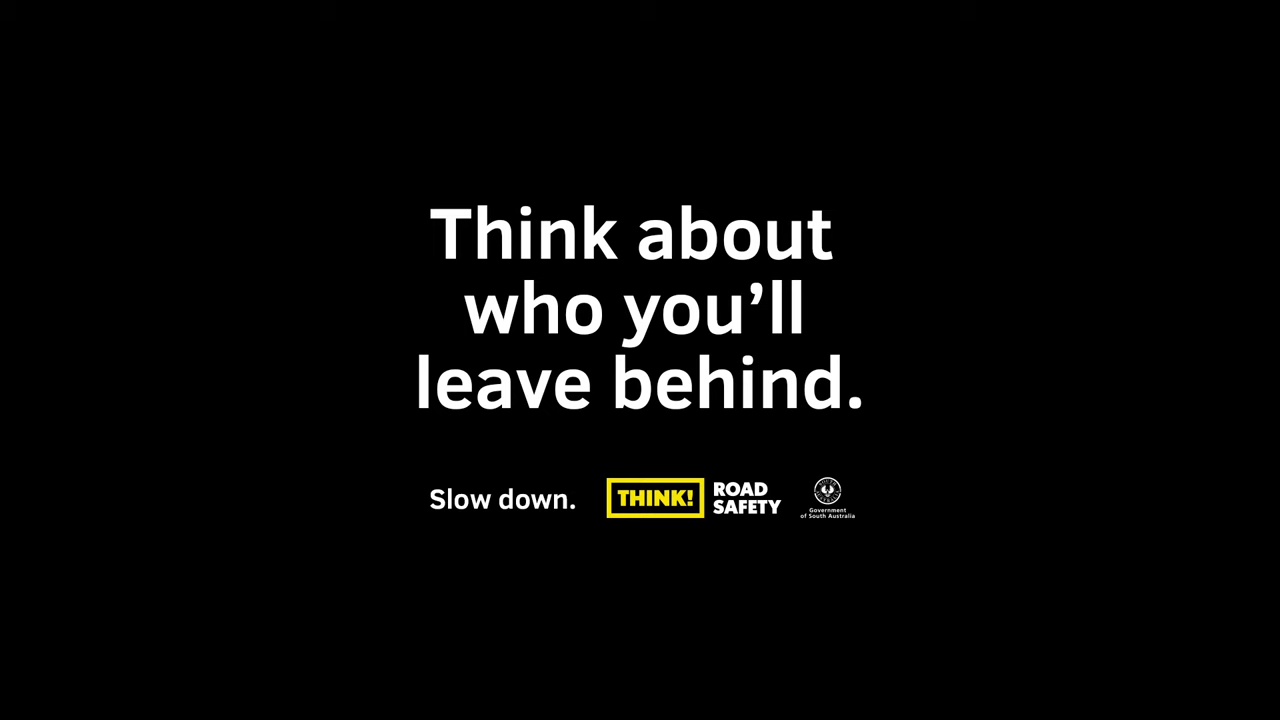 Think about
who you’ll
leave behind.
Slow down.
THINK!
ROAD
SAFETY
Government
of South Australia